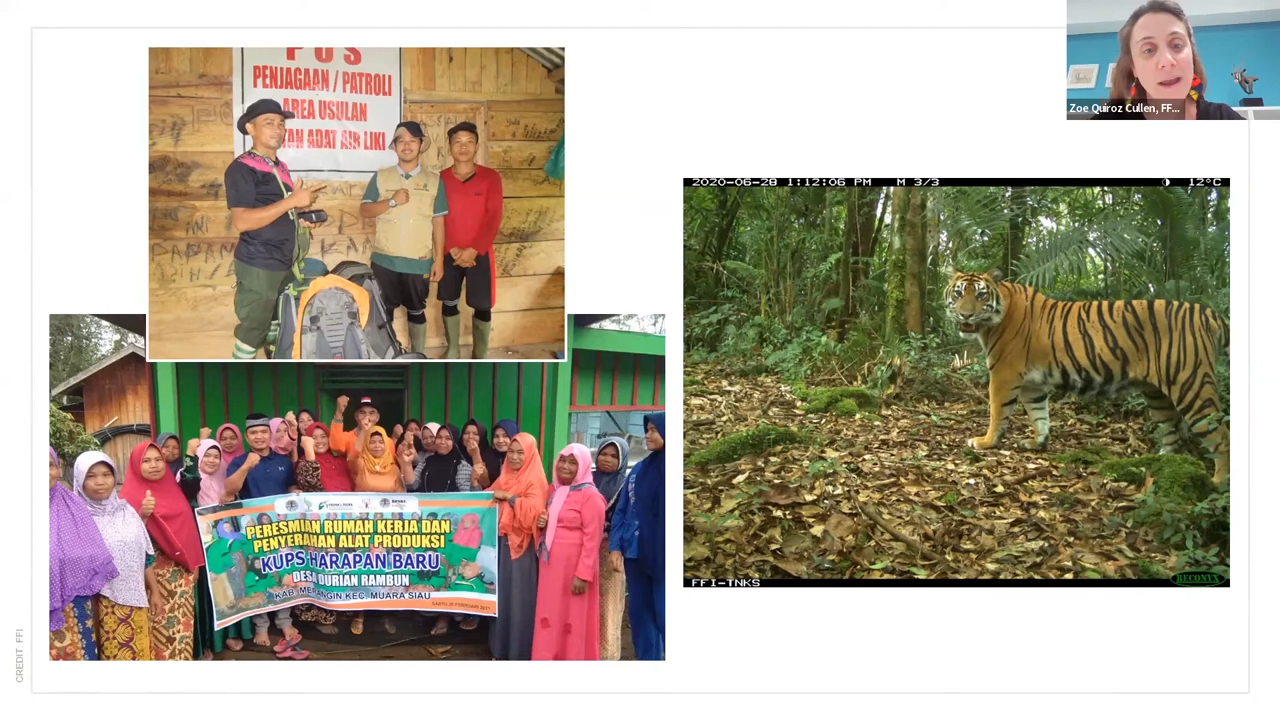 POS
PENJAGAAN / PATROLI
AREA USULAN
ADAT AIR LIKI
Zoe Quiroz Cullen, FF...
2020-06-28 1:12:06 PM M 3/3 12°C
FFI-TNKS
RECONYX
PERESMIAN RUMAH KERJA DAN
PENYERAHAN ALAT PRODUKSI
KUPS HARAPAN BARU
DESA DURIAN RAMBUN
KAB. MERANGIN KEC. MUARA SIAU
CREDIT: FFI